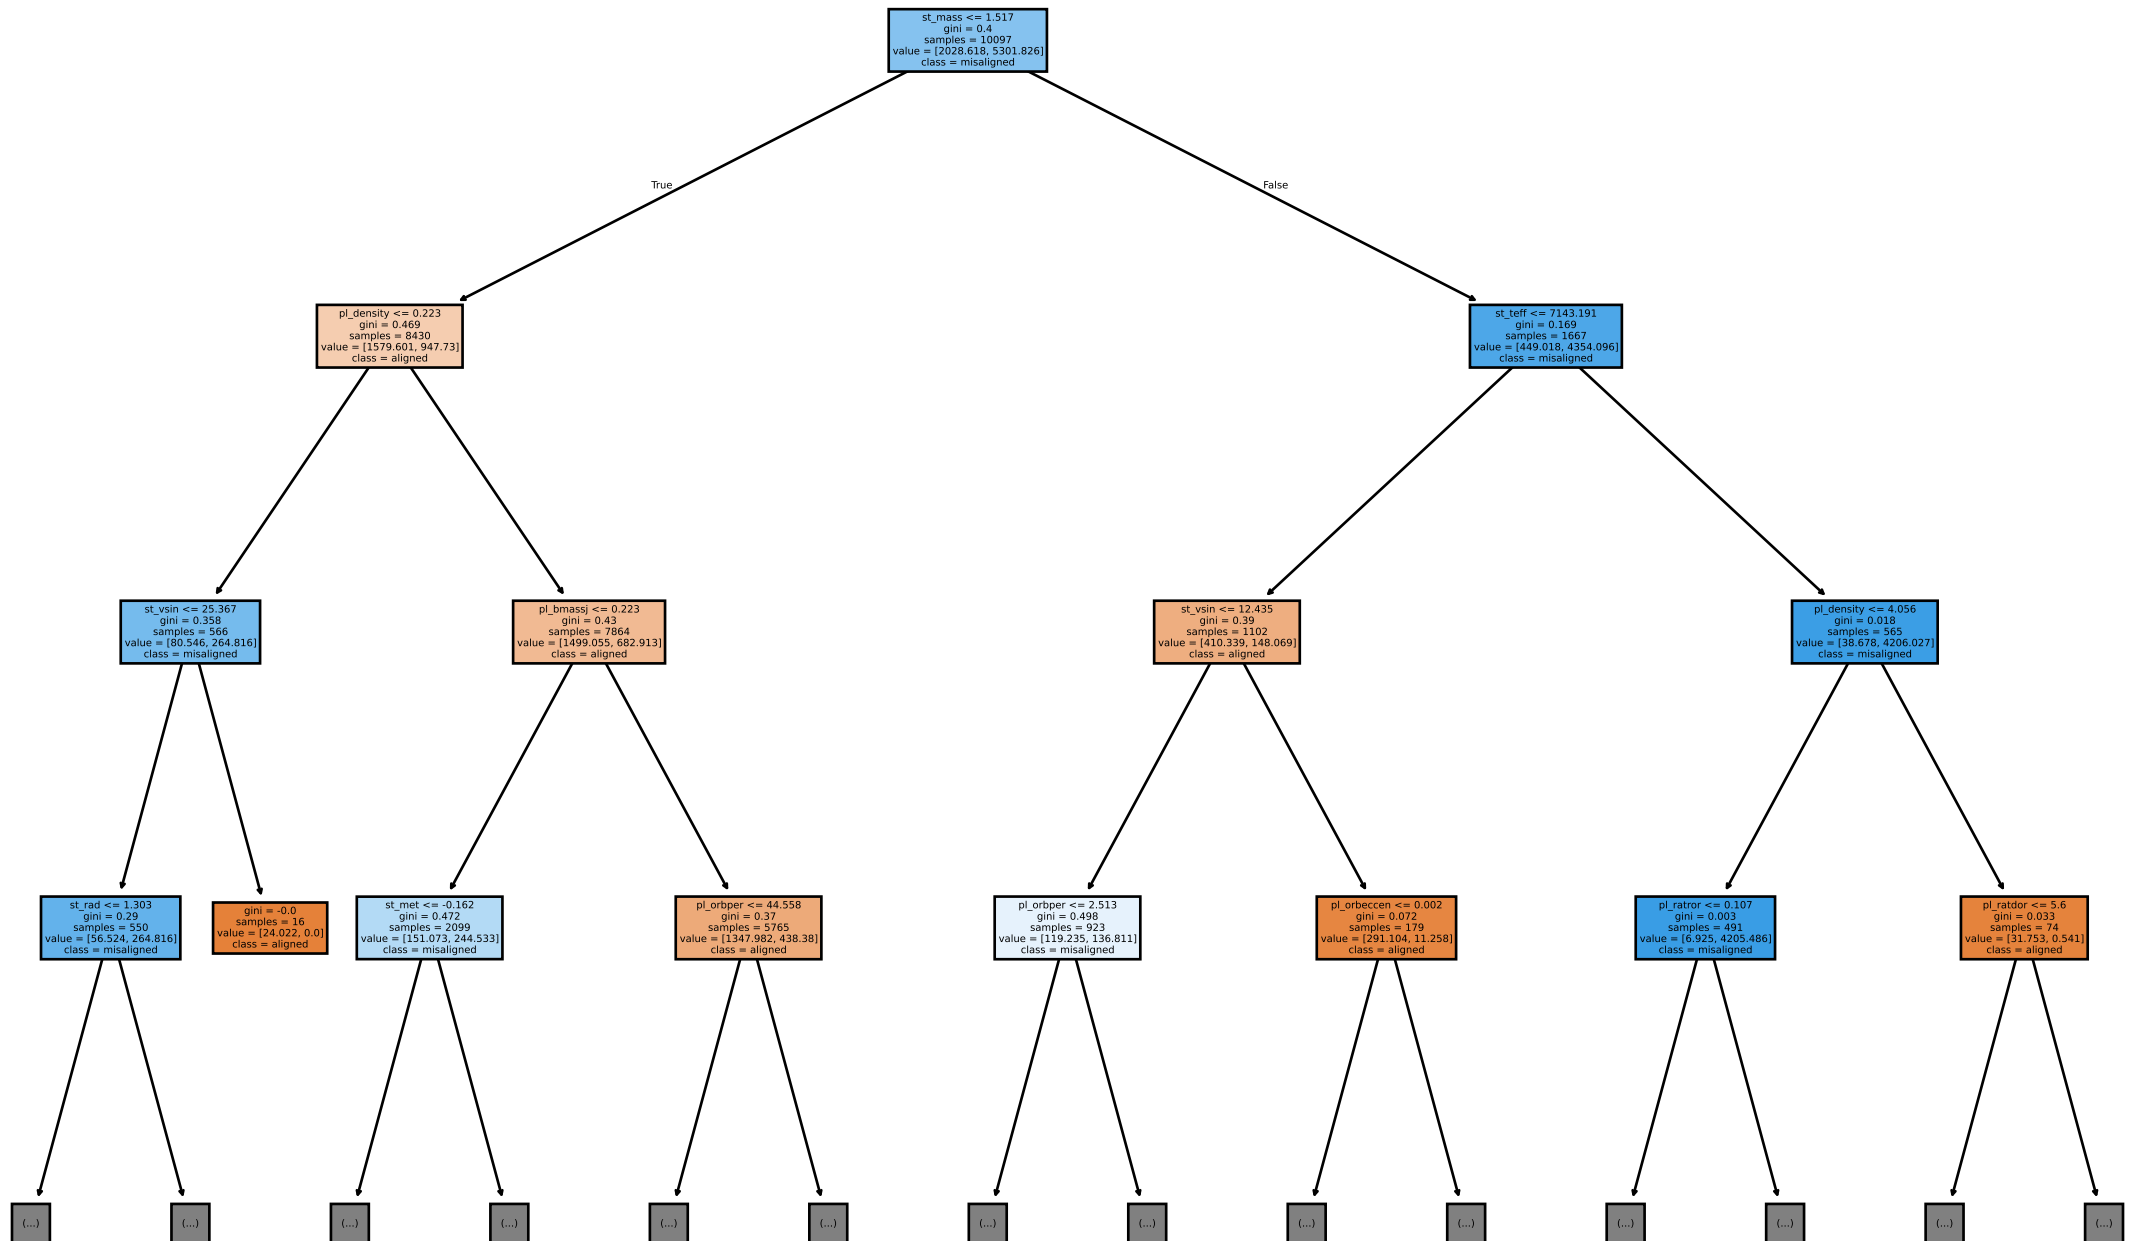 st_mass <= 1.517
gini = 0.4
samples = 10097
value = [2028.618, 5301.826]
class = misaligned
True
False
pl_density <= 0.223
gini = 0.469
samples = 8430
value = [1579.601, 947.73]
class = aligned
st_teff <= 7143.191
gini = 0.169
samples = 1667
value = [449.018, 4354.096]
class = misaligned
st_vsin <= 25.367
gini = 0.358
samples = 566
value = [80.546, 264.816]
class = misaligned
pl_bmassj <= 0.223
gini = 0.43
samples = 7864
value = [1499.055, 682.913]
class = aligned
st_vsin <= 12.435
gini = 0.39
samples = 1102
value = [410.339, 148.069]
class = aligned
pl_density <= 4.056
gini = 0.018
samples = 565
value = [38.678, 4206.027]
class = misaligned
st_rad <= 1.303
gini = 0.29
samples = 550
value = [56.524, 264.816]
class = misaligned
gini = -0.0
samples = 16
value = [24.022, 0.0]
class = aligned
st_met <= -0.162
gini = 0.472
samples = 2099
value = [151.073, 244.533]
class = misaligned
pl_orbper <= 44.558
gini = 0.37
samples = 5765
value = [1347.982, 438.38]
class = aligned
pl_orbper <= 2.513
gini = 0.498
samples = 923
value = [119.235, 136.811]
class = misaligned
pl_orbeccen <= 0.002
gini = 0.072
samples = 179
value = [291.104, 11.258]
class = aligned
pl_ratror <= 0.107
gini = 0.003
samples = 491
value = [6.925, 4205.486]
class = misaligned
pl_ratdor <= 5.6
gini = 0.033
samples = 74
value = [31.753, 0.541]
class = aligned
(...)
(...)
(...)
(...)
(...)
(...)
(...)
(...)
(...)
(...)
(...)
(...)
(...)
(...)